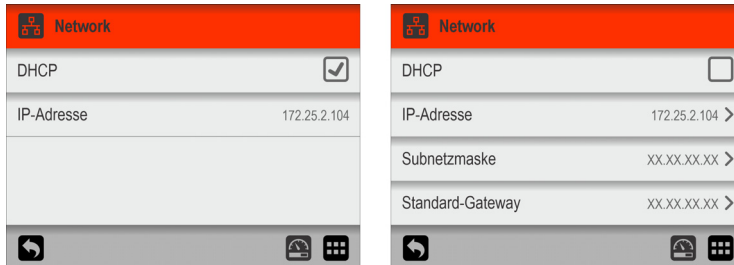 Network
DHCP
IP-Adresse 172.25.2.104
Network
DHCP
IP-Adresse 172.25.2.104
Subnetzmaske XX.XX.XX.XX
Standard-Gateway XX.XX.XX.XX